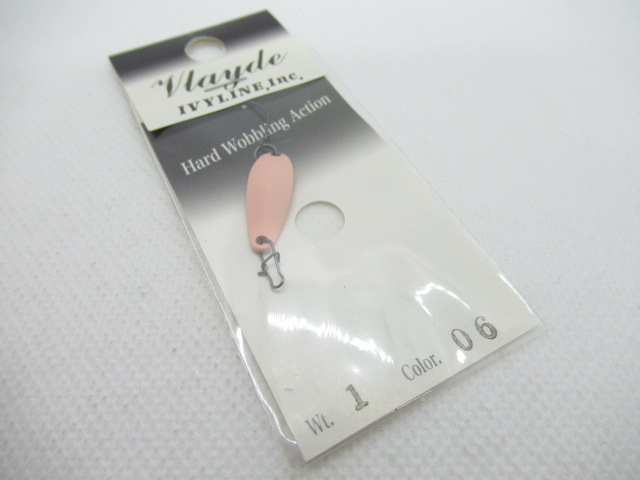 Vlayde
IVYLINE,Inc.
Hard Wobbling Action
Wt. 1 Color. 06